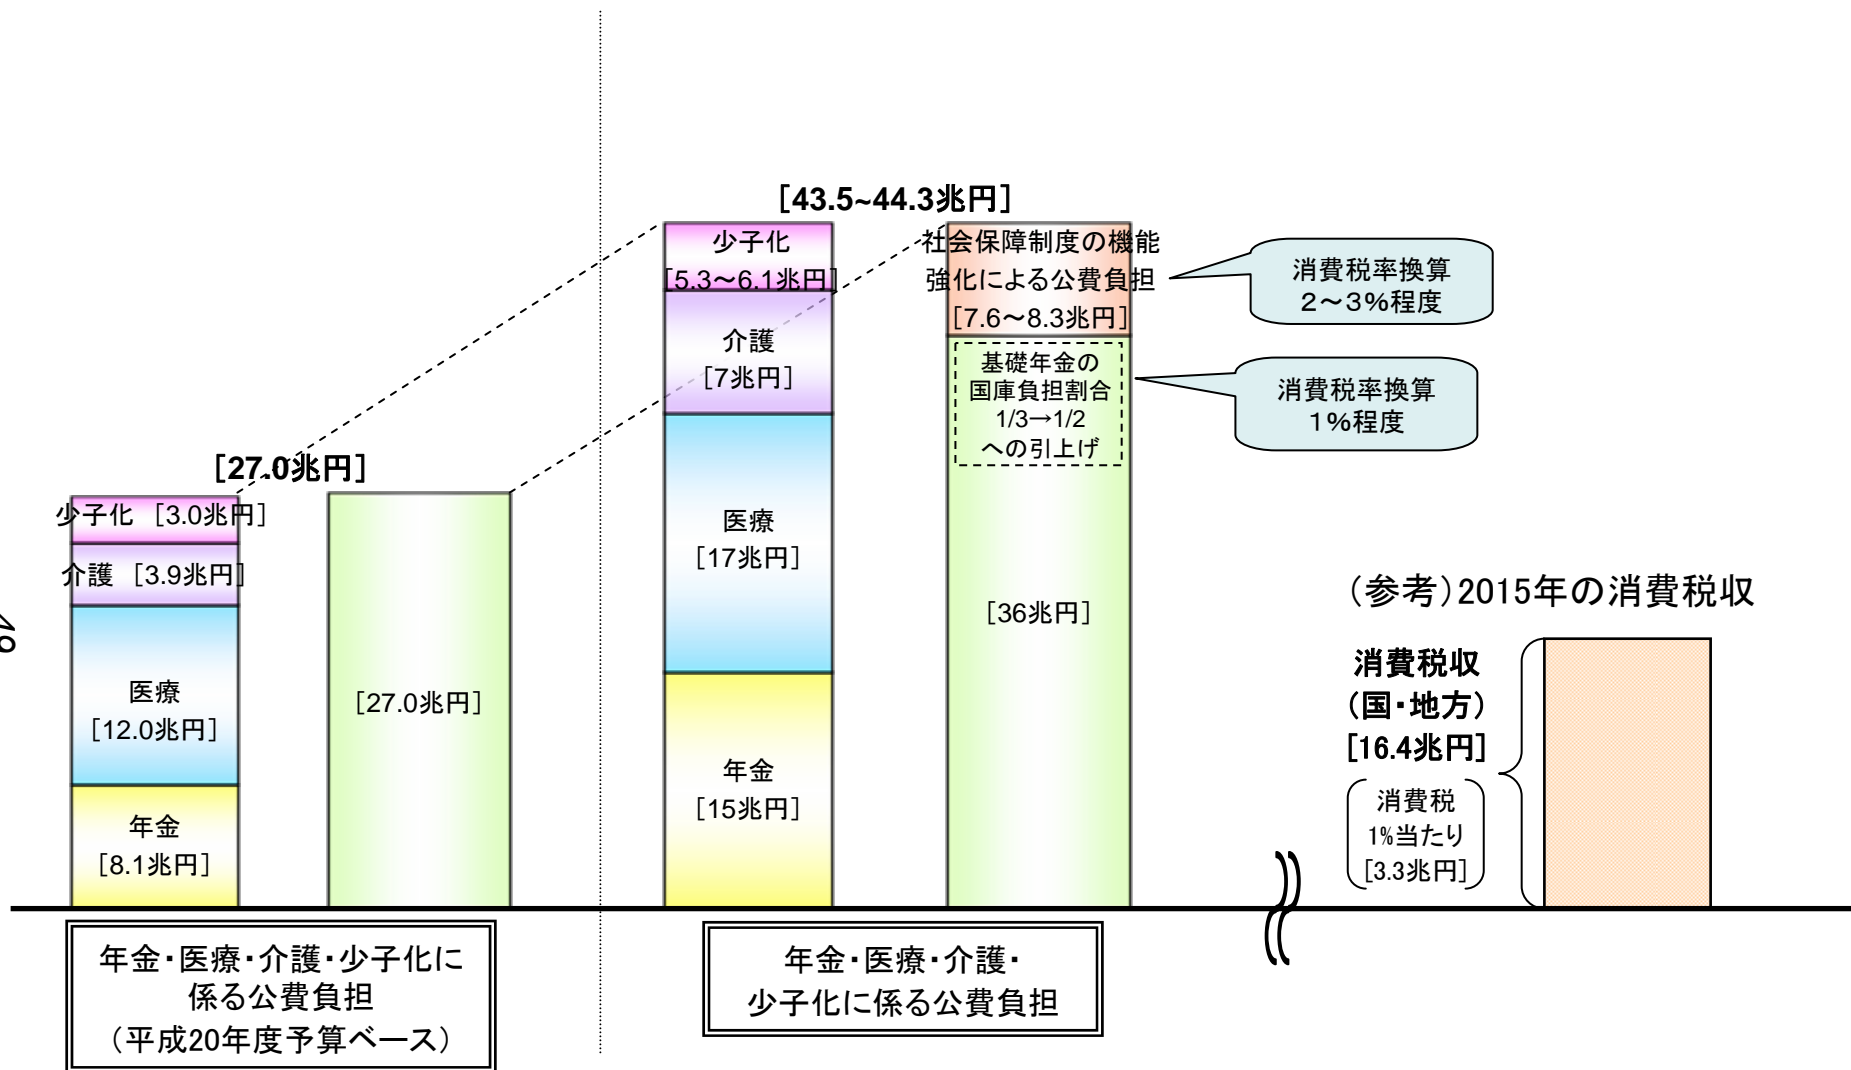 [43.5~44.3兆円]
[27.0兆円]
少子化 [3.0兆円]
介護 [3.9兆円]
医療
[12.0兆円]
年金
[8.1兆円]
[27.0兆円]
少子化
[5.3～6.1兆円]
介護
[7兆円]
医療
[17兆円]
年金
[15兆円]
社会保障制度の機能
強化による公費負担
[7.6～8.3兆円]
基礎年金の
国庫負担割合
1/3→1/2
への引上げ
[36兆円]
消費税率換算
２～３％程度
消費税率換算
１％程度
（参考）2015年の消費税収
消費税収
（国・地方）
[16.4兆円]
消費税
1%当たり
[3.3兆円]
年金・医療・介護・少子化に
係る公費負担
（平成20年度予算ベース）
年金・医療・介護・
少子化に係る公費負担